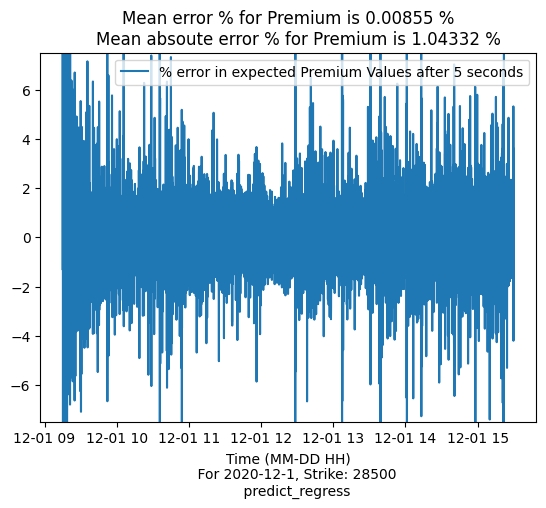 Mean error % for Premium is 0.00855 %
Mean absoute error % for Premium is 1.04332 %
% error in expected Premium Values after 5 seconds
6
4
2
0
−2
−4
−6
12-01 09 12-01 10 12-01 11 12-01 12 12-01 13 12-01 14 12-01 15
Time (MM-DD HH)
For 2020-12-1, Strike: 28500
predict_regress